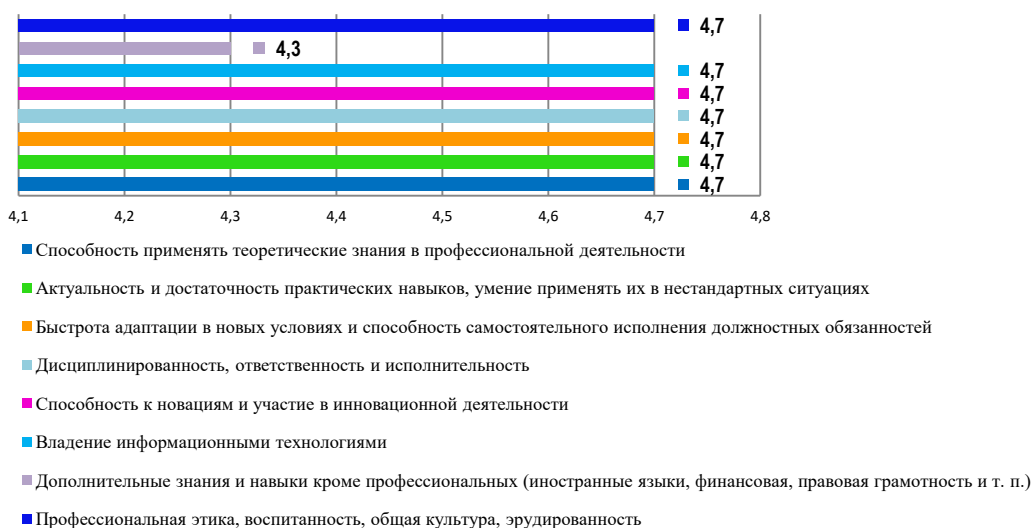 4,7
4,3
4,7
4,7
4,7
4,7
4,7
4,7
4,1 4,2 4,3 4,4 4,5 4,6 4,7 4,8
Способность применять теоретические знания в профессиональной деятельности
Актуальность и достаточность практических навыков, умение применять их в нестандартных ситуациях
Быстрота адаптации в новых условиях и способность самостоятельного исполнения должностных обязанностей
Дисциплинированность, ответственность и исполнительность
Способность к новациям и участие в инновационной деятельности
Владение информационными технологиями
Дополнительные знания и навыки кроме профессиональных (иностранные языки, финансовая, правовая грамотность и т. п.)
Профессиональная этика, воспитанность, общая культура, эрудированность